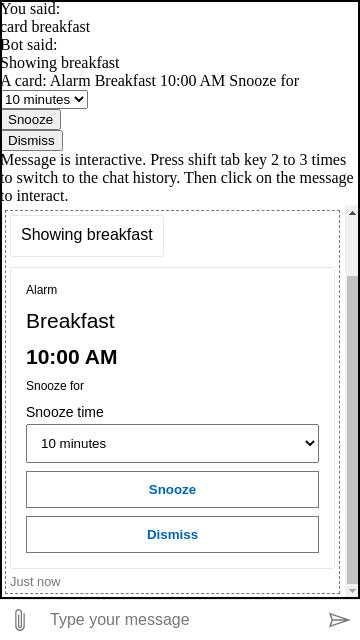 You said:
card breakfast
Bot said:
Showing breakfast
A card: Alarm Breakfast 10:00 AM Snooze for
10 minutes
Snooze
Dismiss
Message is interactive. Press shift tab key 2 to 3 times
to switch to the chat history. Then click on the message
to interact.
Showing breakfast
Alarm
Breakfast
10:00 AM
Snooze for
Snooze time
10 minutes
Snooze
Dismiss
Just now
Type your message